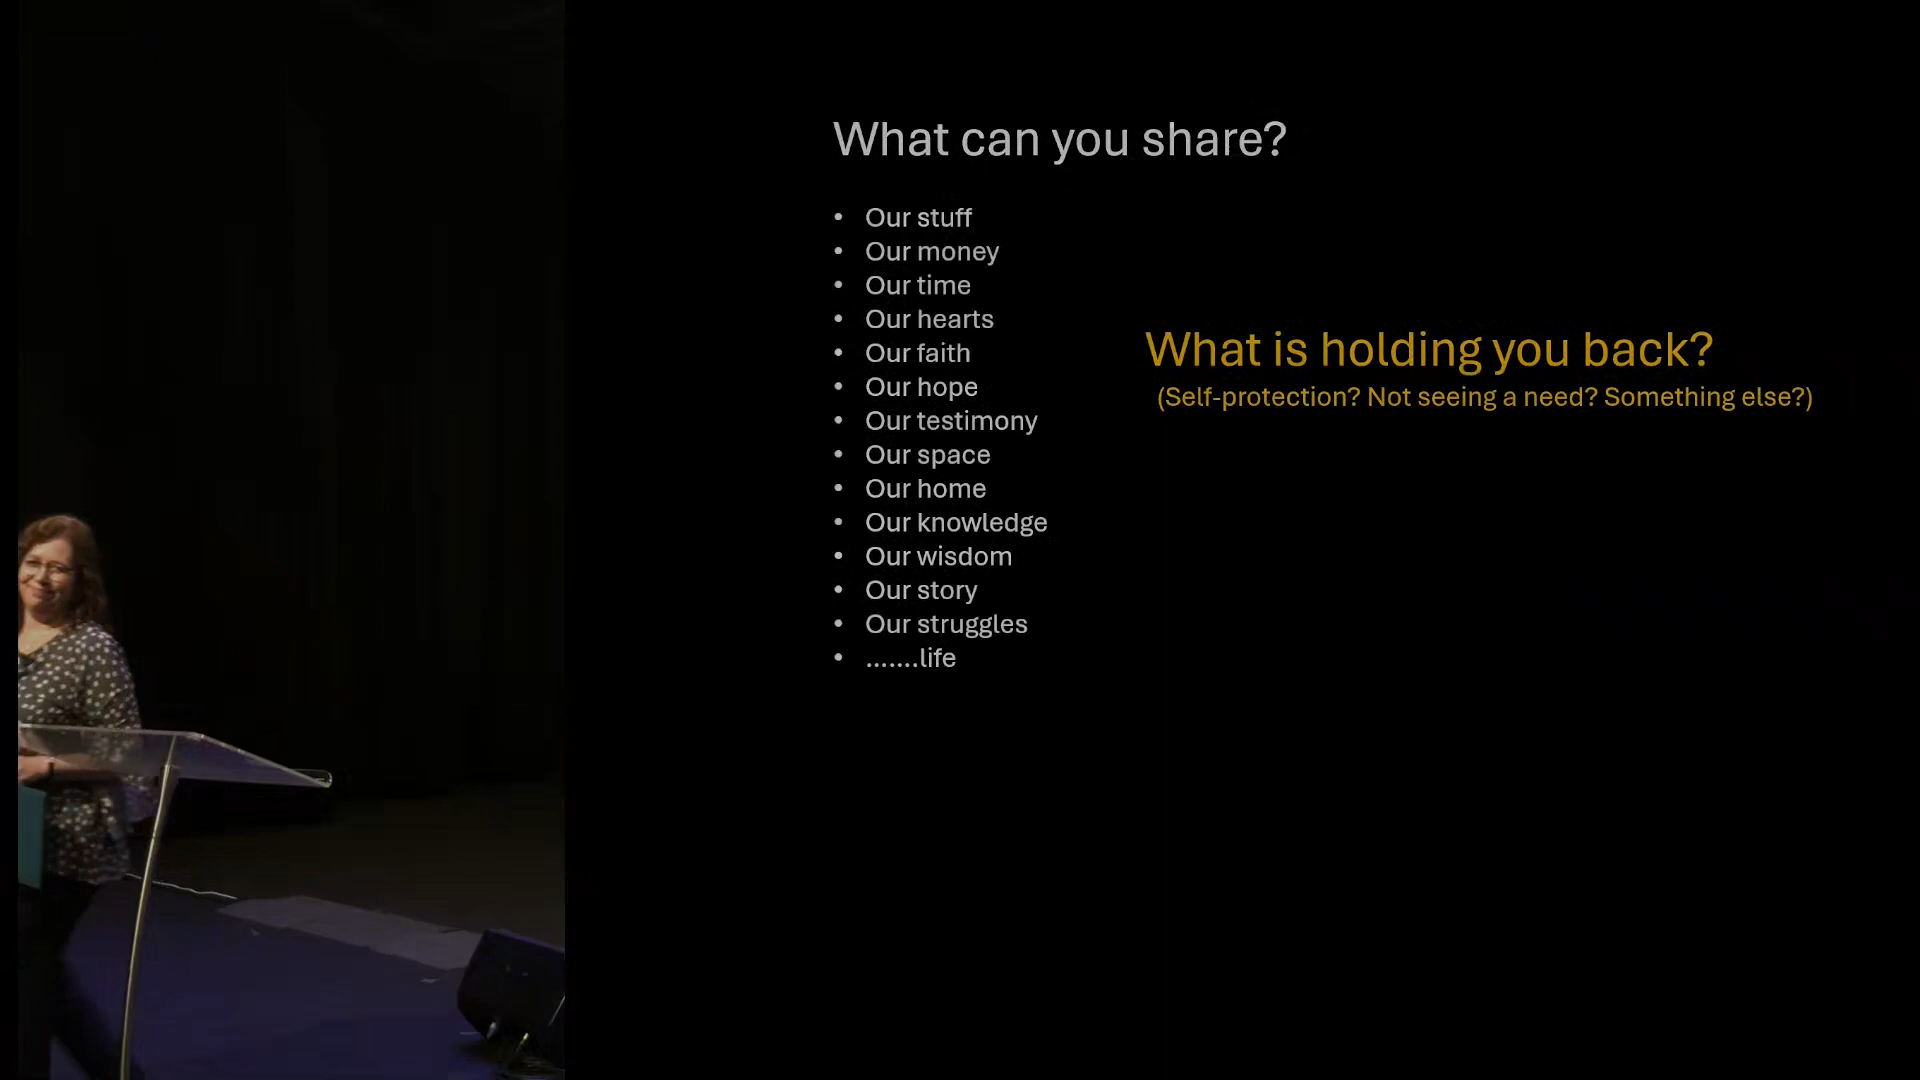 What can you share?
• Our stuff
• Our money
• Our time
• Our hearts
• Our faith
• Our hope
• Our testimony
• Our space
• Our home
• Our knowledge
• Our wisdom
• Our story
• Our struggles
• .......life
What is holding you back?
(Self-protection? Not seeing a need? Something else?)